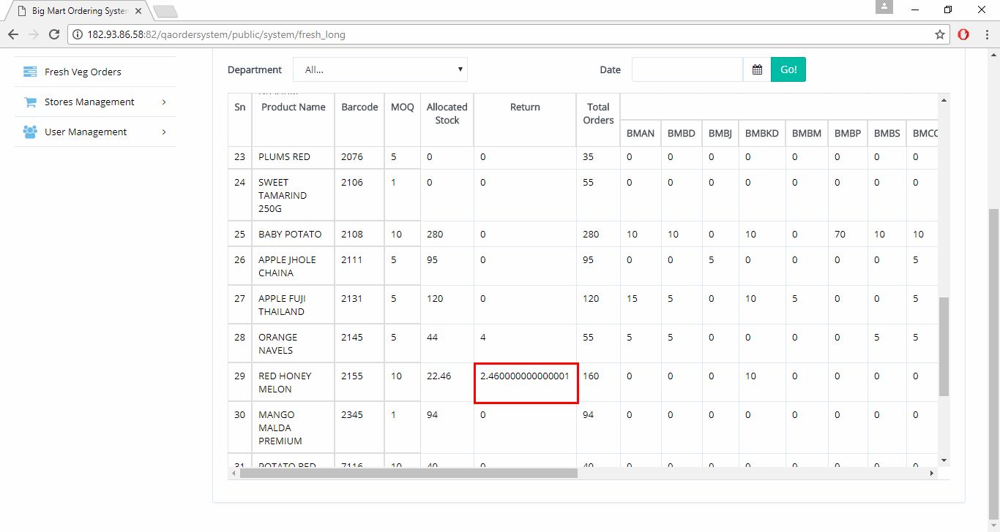 Big Mart Ordering Syste
182.93.86.58:82/qaordersystem/public/system/fresh_long
Fresh Veg Orders
Stores Management
User Management
Department All... Date Go!
Sn Product Name Barcode MOQ Allocated Stock Return Total Orders
BMAN BMBD BMBJ BMBKD BMBM BMBP BMBS BMCC
23 PLUMS RED 2076 5 0 0 35 0 0 0 0 0 0 0 0
24 SWEET TAMARIND 250G 2106 1 0 0 55 0 0 0 0 0 0 0 0
25 BABY POTATO 2108 10 280 0 280 10 10 0 10 0 70 10 10
26 APPLE JHOLE CHAINA 2111 5 95 0 95 0 0 5 0 0 0 0 5
27 APPLE FUJI THAILAND 2131 5 120 0 120 15 5 0 10 5 0 0 5
28 ORANGE NAVELS 2145 5 44 4 55 5 5 0 0 0 0 5 5
29 RED HONEY MELON 2155 10 22.46 2.460000000000001 160 0 0 0 10 0 0 0 0
30 MANGO MALDA PREMIUM 2345 1 94 0 94 0 0 0 0 0 0 0 0
31 POTATO RED 7116 10 40 0 40 0 0 0 0 0 0 0 0